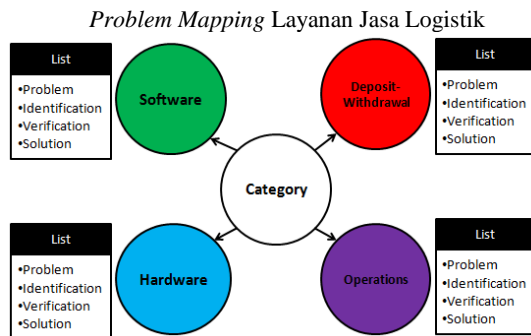 Problem Mapping Layanan Jasa Logistik
List
•Problem
•Identification
•Verification
•Solution
Software
Deposit-
Withdrawal
List
•Problem
•Identification
•Verification
•Solution
Category
List
•Problem
•Identification
•Verification
•Solution
Hardware
Operations
List
•Problem
•Identification
•Verification
•Solution